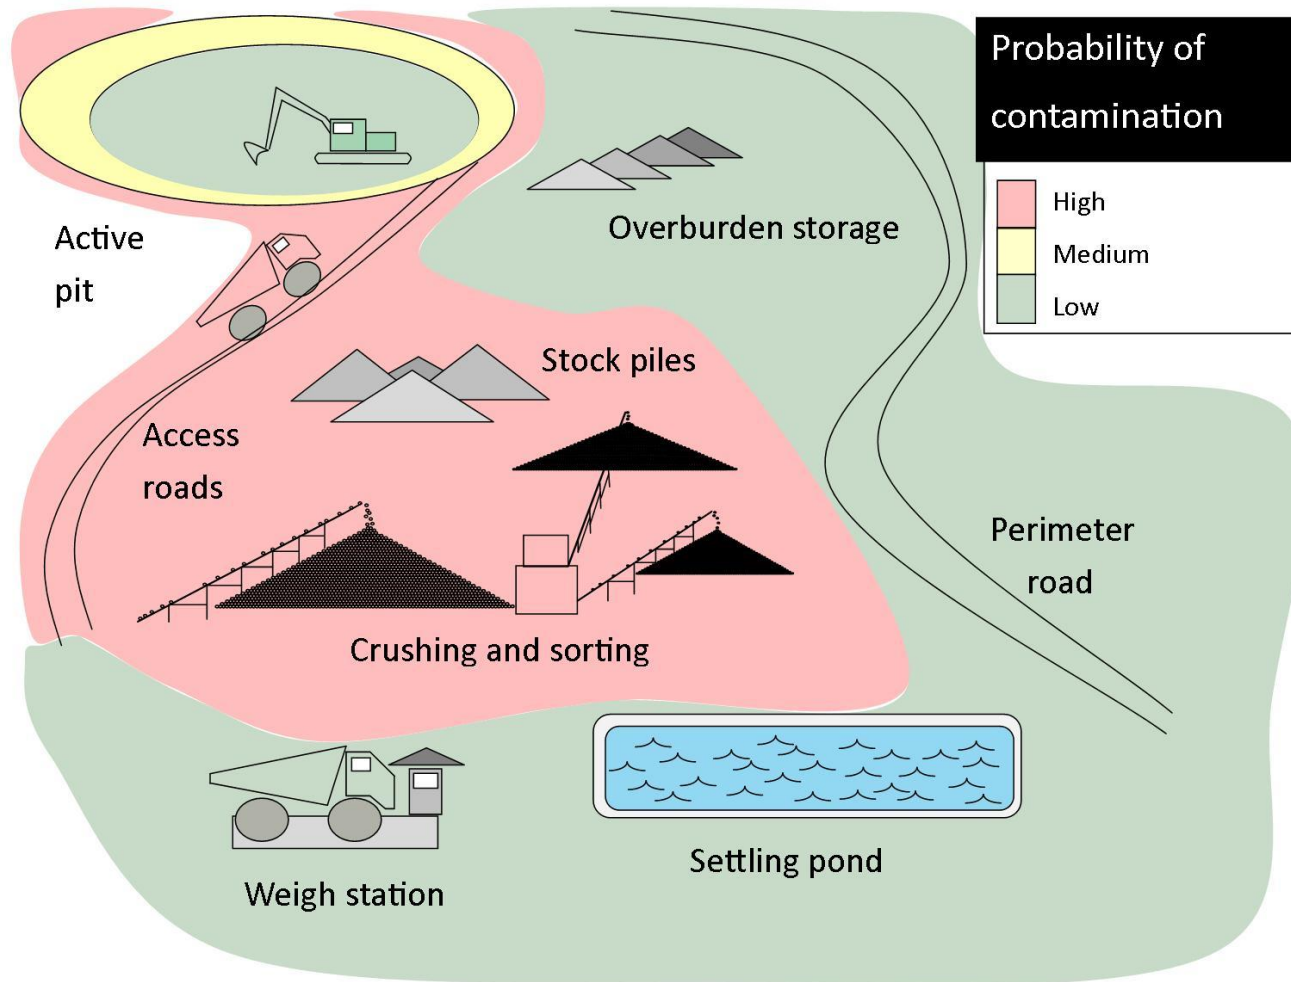 Probability of
contamination
High
Medium
Low
Overburden storage
Active
pit
Stock piles
Access
roads
Perimeter
road
Crushing and sorting
Settling pond
Weigh station